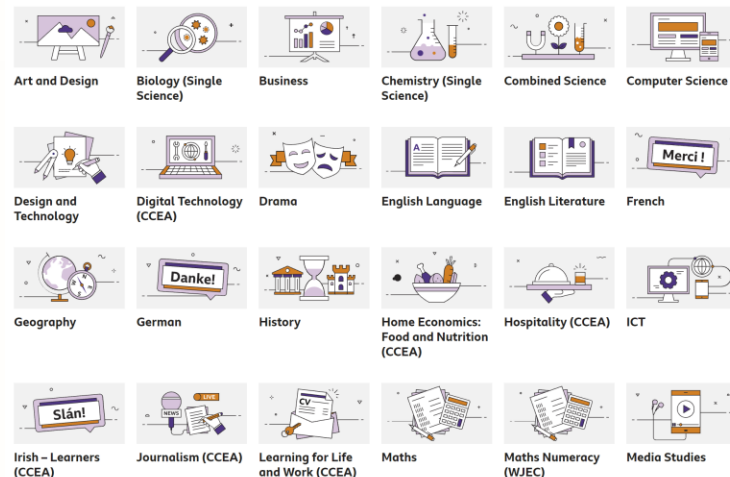 Art and Design
Biology (Single
Science)
Business
Chemistry (Single
Science)
Combined Science
Computer Science
A
Merci !
Design and
Technology
Digital Technology
(CCEA)
Drama
English Language
English Literature
French
Danke!
Geography
German
History
Home Economics:
Food and Nutrition
(CCEA)
Hospitality (CCEA)
ICT
Slán!
NEWS
LIVE
CV
Irish – Learners
(CCEA)
Journalism (CCEA)
Learning for Life
and Work (CCEA)
Maths
Maths Numeracy
(WJEC)
Media Studies